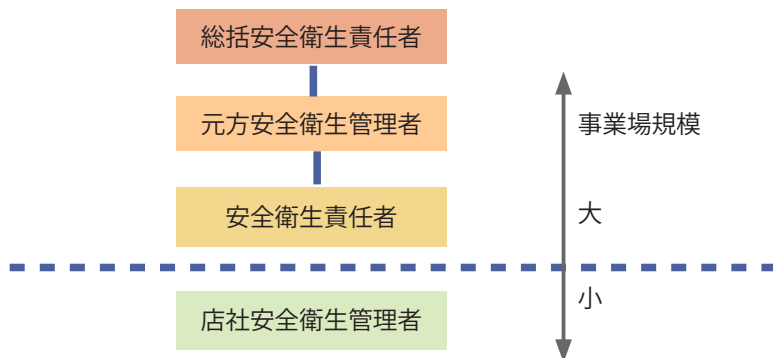 総括安全衛生責任者
元方安全衛生管理者
事業場規模
安全衛生責任者
大
小
店社安全衛生管理者